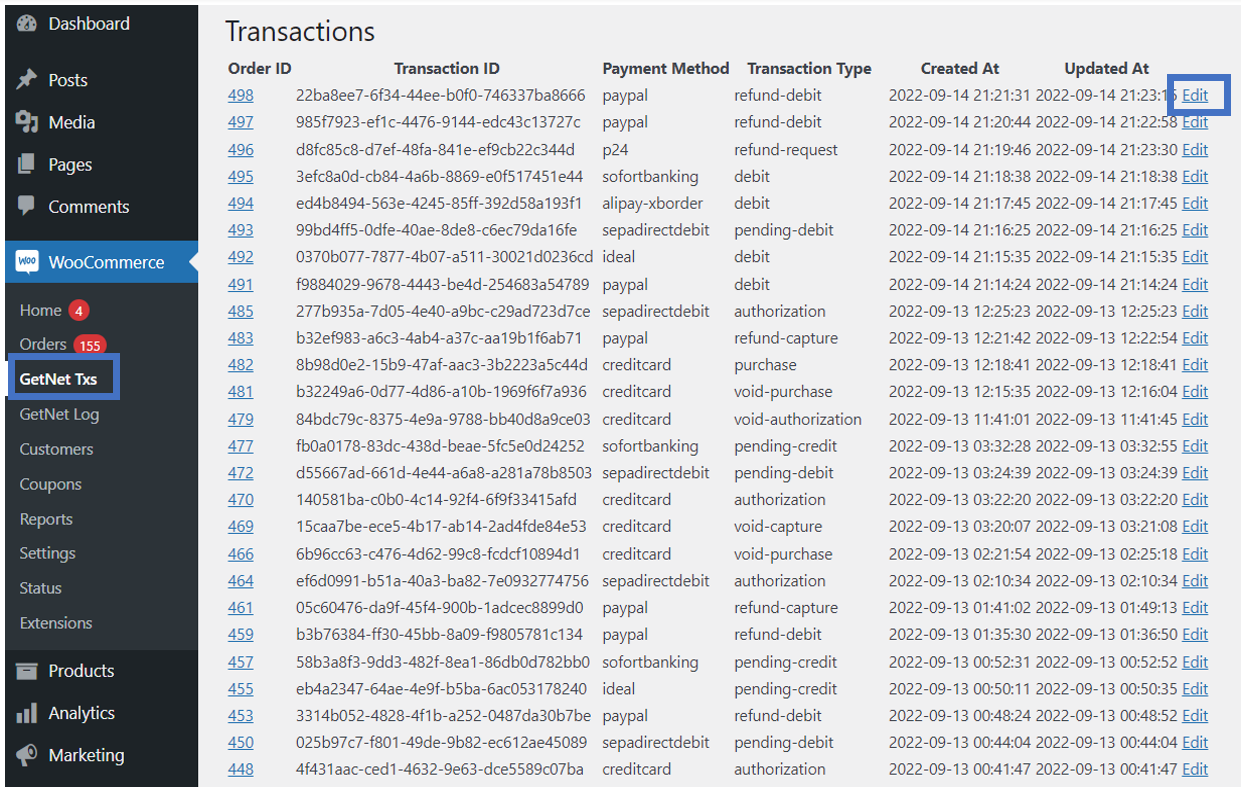 Dashboard
Posts
Media
Pages
Comments
Woo WooCommerce
Home 4
Orders 155
GetNet Txs
GetNet Log
Customers
Coupons
Reports
Settings
Status
Extensions
Products
Analytics
Marketing
Transactions
Order ID Transaction ID Payment Method Transaction Type Created At Updated At
498 22ba8ee7-6f34-44ee-b0f0-746337ba8666 paypal refund-debit 2022-09-14 21:21:31 2022-09-14 21:23:15 Edit
497 985f7923-ef1c-4476-9144-edc43c13727c paypal refund-debit 2022-09-14 21:20:44 2022-09-14 21:22:58 Edit
496 d8fc85c8-d7ef-48fa-841e-ef9cb22c344d p24 refund-request 2022-09-14 21:19:46 2022-09-14 21:23:30 Edit
495 3efc8a0d-cb84-4a6b-8869-e0f517451e44 sofortbanking debit 2022-09-14 21:18:38 2022-09-14 21:18:38 Edit
494 ed4b8494-563e-4245-85ff-392d58a193f1 alipay-xborder debit 2022-09-14 21:17:45 2022-09-14 21:17:45 Edit
493 99bd4ff5-0dfe-40ae-8de8-c6ec79da16fe sepadirectdebit pending-debit 2022-09-14 21:16:25 2022-09-14 21:16:25 Edit
492 0370b077-7877-4b07-a511-30021d0236cd ideal debit 2022-09-14 21:15:35 2022-09-14 21:15:35 Edit
491 f9884029-9678-4443-be4d-254683a54789 paypal debit 2022-09-14 21:14:24 2022-09-14 21:14:24 Edit
485 277b935a-7d05-4e40-a9bc-c29ad723d7ce sepadirectdebit authorization 2022-09-13 12:25:23 2022-09-13 12:25:23 Edit
483 b32ef983-a6c3-4ab4-a37c-aa19b1f6ab71 paypal refund-capture 2022-09-13 12:21:42 2022-09-13 12:22:54 Edit
482 8b98d0e2-15b9-47af-aac3-3b2223a5c44d creditcard purchase 2022-09-13 12:18:41 2022-09-13 12:18:41 Edit
481 b32249a6-0d77-4d86-a10b-1969f6f7a936 creditcard void-purchase 2022-09-13 12:15:35 2022-09-13 12:16:04 Edit
479 84bdc79c-8375-4e9a-9788-bb40d8a9ce03 creditcard void-authorization 2022-09-13 11:41:01 2022-09-13 11:41:45 Edit
477 fb0a0178-83dc-438d-beae-5fc5e0d24252 sofortbanking pending-credit 2022-09-13 03:32:28 2022-09-13 03:32:55 Edit
472 d55667ad-661d-4e44-a6a8-a281a78b8503 sepadirectdebit pending-debit 2022-09-13 03:24:39 2022-09-13 03:24:39 Edit
470 140581ba-c0b0-4c14-92f4-6f9f33415afd creditcard authorization 2022-09-13 03:22:20 2022-09-13 03:22:20 Edit
469 15caa7be-ece5-4b17-ab14-2ad4fde84e53 creditcard void-capture 2022-09-13 03:20:07 2022-09-13 03:21:08 Edit
466 6b96cc63-c476-4d62-99c8-fcdcf10894d1 creditcard void-purchase 2022-09-13 02:21:54 2022-09-13 02:25:18 Edit
464 ef6d0991-b51a-40a3-ba82-7e0932774756 sepadirectdebit authorization 2022-09-13 02:10:34 2022-09-13 02:10:34 Edit
461 05c60476-da9f-45f4-900b-1adcec8899d0 paypal refund-capture 2022-09-13 01:41:02 2022-09-13 01:49:13 Edit
459 b3b76384-ff30-45bb-8a09-f9805781c134 paypal refund-debit 2022-09-13 01:35:30 2022-09-13 01:36:50 Edit
457 58b3a8f3-9dd3-482f-8ea1-86db0d782bb0 sofortbanking pending-credit 2022-09-13 00:52:31 2022-09-13 00:52:52 Edit
455 eb4a2347-64ae-4e9f-b5ba-6ac053178240 ideal pending-credit 2022-09-13 00:50:11 2022-09-13 00:50:35 Edit
453 3314b052-4828-4f1b-a252-0487da30b7be paypal refund-debit 2022-09-13 00:48:24 2022-09-13 00:48:52 Edit
450 025b97c7-f801-49de-9b82-ec612ae45089 sepadirectdebit pending-debit 2022-09-13 00:44:04 2022-09-13 00:44:04 Edit
448 4f431aac-ced1-4632-9e63-dce5589c07ba creditcard authorization 2022-09-13 00:41:47 2022-09-13 00:41:47 Edit